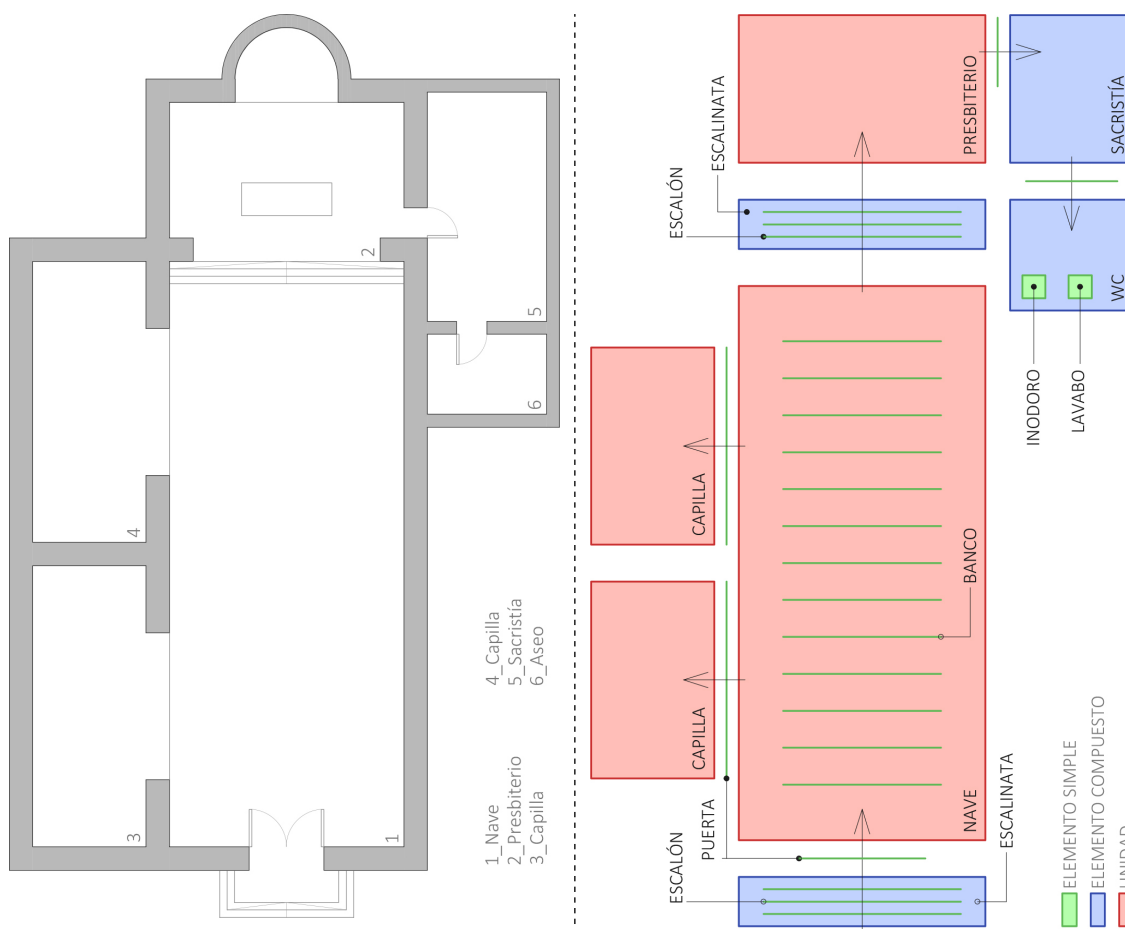 1_Nave
2_Presbiterio
3_Capilla
4_Capilla
5_Sacristía
6_Aseo
1
2
3
4
5
6
ESCALÓN
PUERTA
CAPILLA
CAPILLA
ESCALÓN
ESCALINATA
NAVE
ESCALINATA
BANCO
PRESBITERIO
SACRISTÍA
WC
INODORO
LAVABO
ELEMENTO SIMPLE
ELEMENTO COMPUESTO
UNIDAD